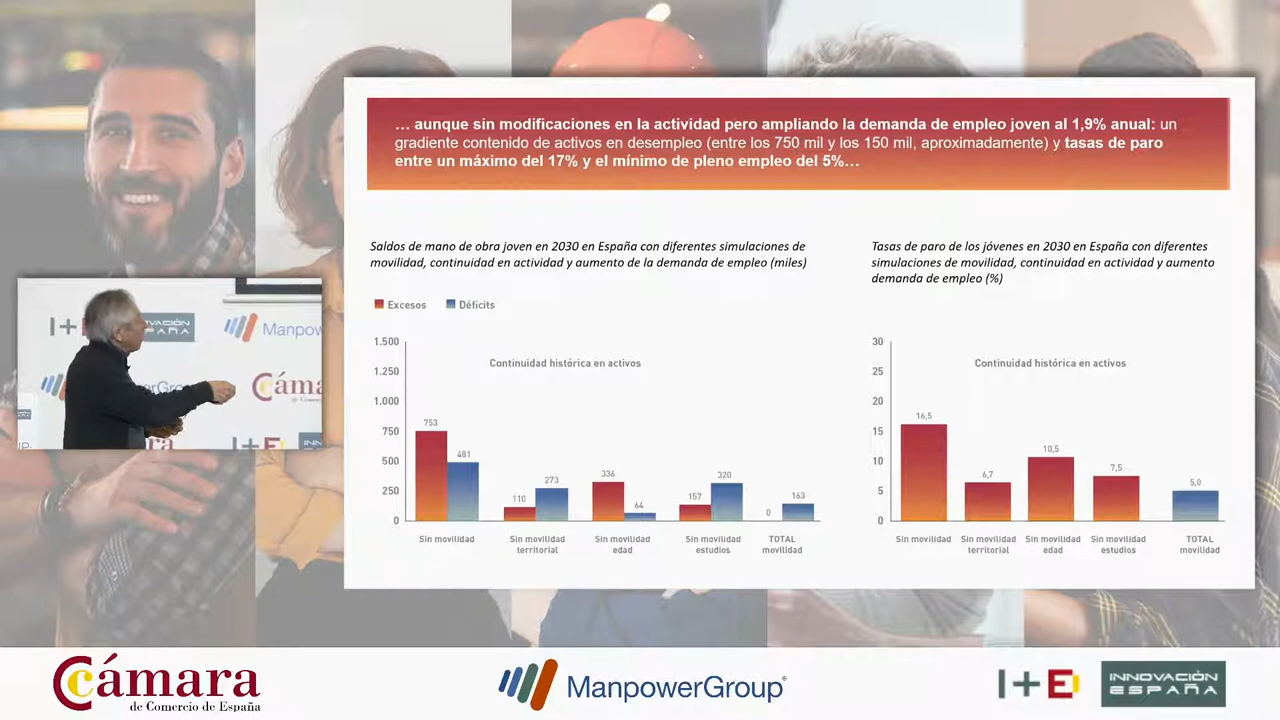 … aunque sin modificaciones en la actividad pero ampliando la demanda de empleo joven al 1,9% anual: un
gradiente contenido de activos en desempleo (entre los 750 mil y los 150 mil, aproximadamente) y tasas de paro
entre un máximo del 17% y el mínimo de pleno empleo del 5%…
Saldos de mano de obra joven en 2030 en España con diferentes simulaciones de
movilidad, continuidad en actividad y aumento de la demanda de empleo (miles)
Excesos Déficits
Continuidad histórica en activos
1.500
1.250
1.000
750
500
250
0
753 481 110 273 336 64 157 320 0 163
Sin movilidad
Sin movilidad
territorial
Sin movilidad
edad
Sin movilidad
estudios
TOTAL
movilidad
Tasas de paro de los jóvenes en 2030 en España con diferentes
simulaciones de movilidad, continuidad en actividad y aumento
demanda de empleo (%)
Continuidad histórica en activos
30
25
20
15
10
5
0
16,5 6,7 10,5 7,5 5,0
Sin movilidad
Sin movilidad
territorial
Sin movilidad
edad
Sin movilidad
estudios
TOTAL
movilidad
ManpowerGroup
Cámara
de Comercio de España
ManpowerGroup®
I+E
INNOVACIÓN
ESPAÑA